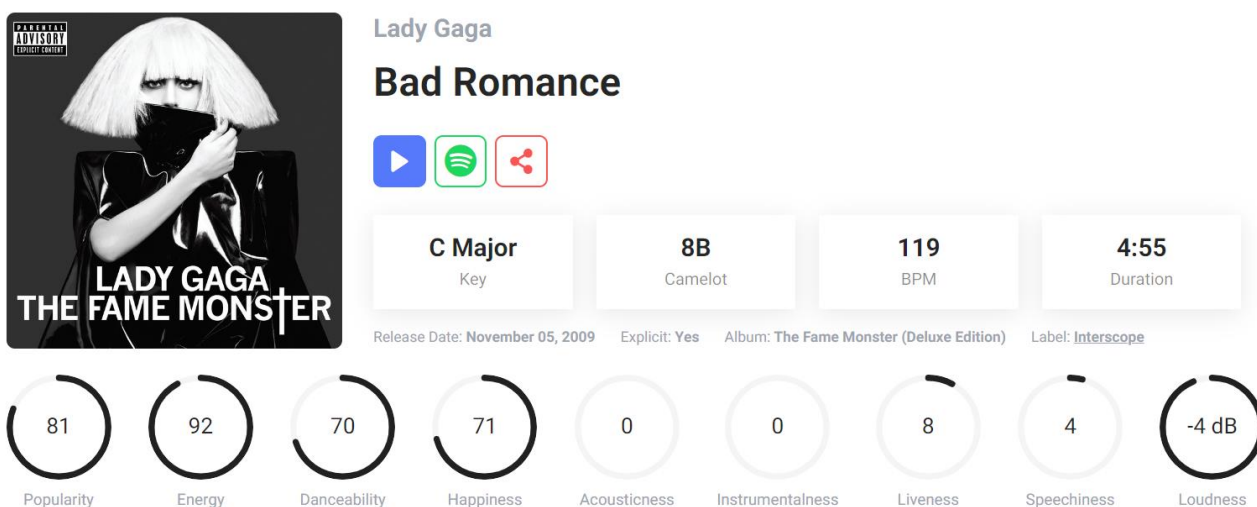 PARENTAL
ADVISORY
EXPLICIT CONTENT
LADY GAGA
THE FAME MONSTER
Lady Gaga
Bad Romance
C Major
Key
8B
Camelot
119
BPM
4:55
Duration
Release Date: November 05, 2009 Explicit: Yes Album: The Fame Monster (Deluxe Edition) Label: Interscope
81
Popularity
92
Energy
70
Danceability
71
Happiness
0
Acousticness
0
Instrumentalness
8
Liveness
4
Speechiness
-4 dB
Loudness